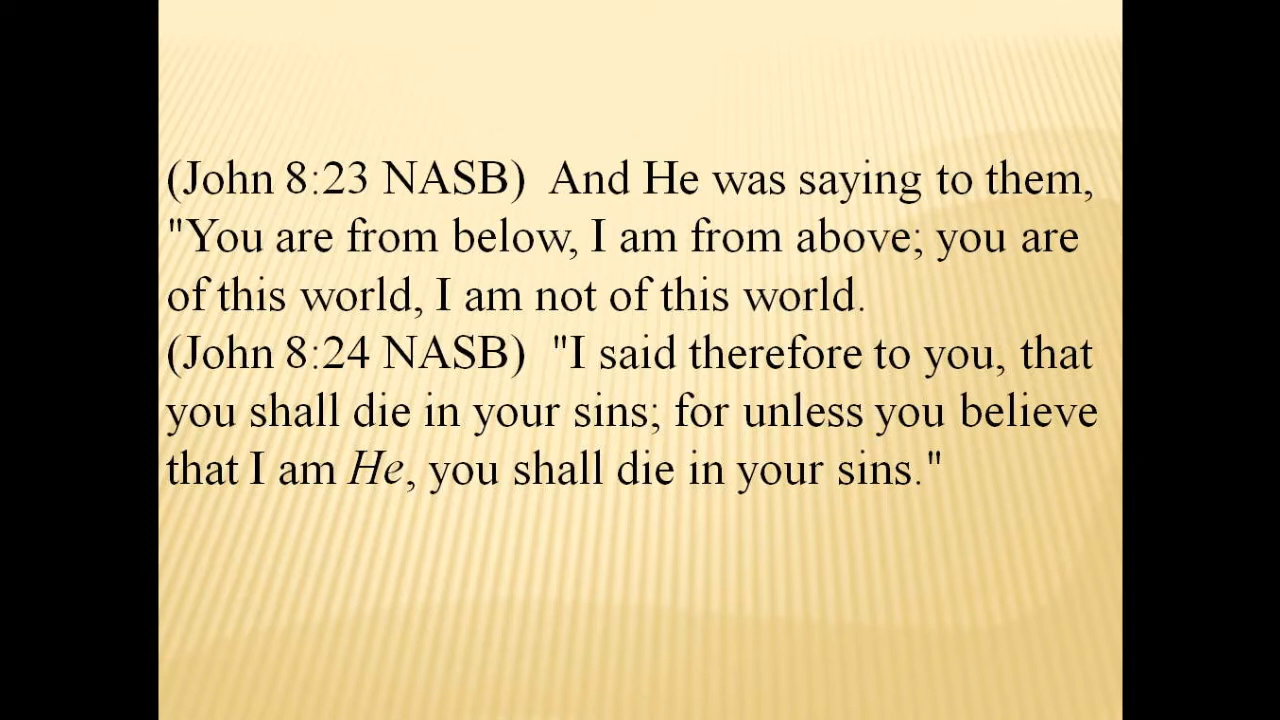 (John 8:23 NASB)  And He was saying to them,
"You are from below, I am from above; you are
of this world, I am not of this world.
(John 8:24 NASB)  "I said therefore to you, that
you shall die in your sins; for unless you believe
that I am He, you shall die in your sins."